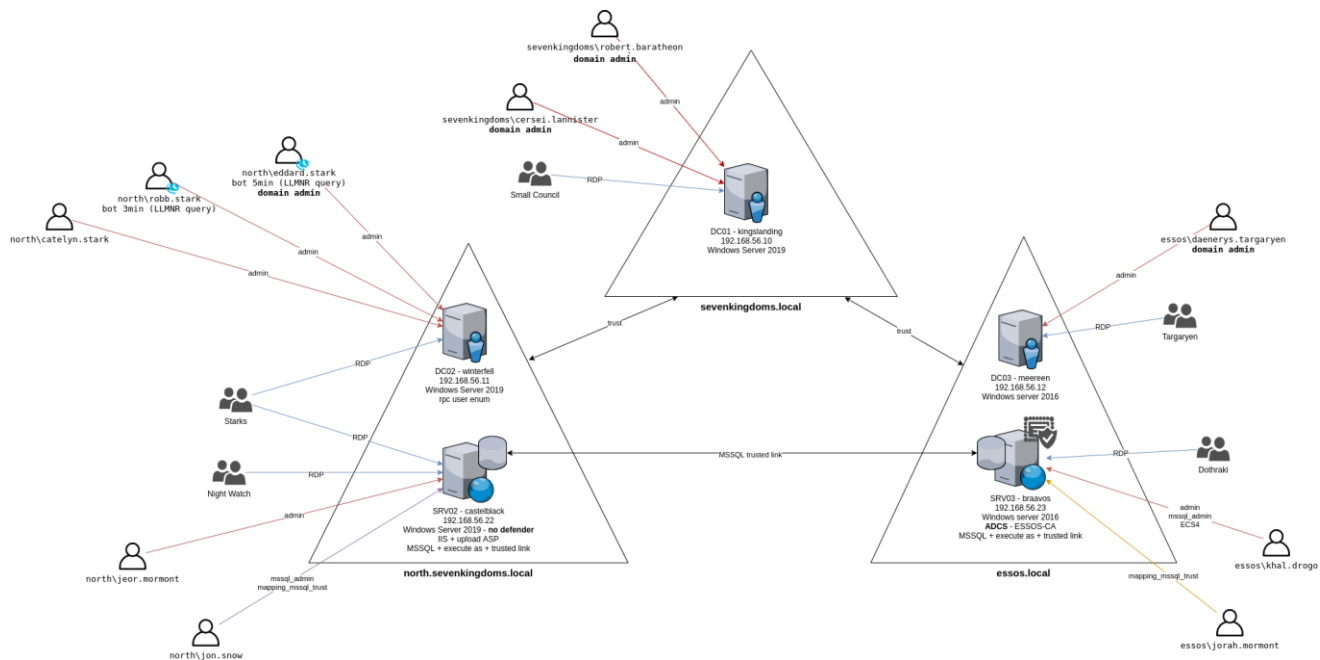 sevenkingdoms\robert.baratheon
domain admin
admin
sevenkingdoms\cersei.lannister
domain admin
admin
Small Council
RDP
DC01 - kingslanding
192.168.56.10
Windows Server 2019
sevenkingdoms.local
north\eddard.stark
bot 5min (LLMNR query)
domain admin
admin
north\robb.stark
bot 3min (LLMNR query)
admin
north\catelyn.stark
admin
trust
trust
DC02 - winterfell
192.168.56.11
Windows Server 2019
rpc user enum
RDP
Starks
RDP
Night Watch
RDP
admin
north\jeor.mormont
SRV02 - castelblack
192.168.56.22
Windows Server 2019 - no defender
IIS + upload ASP
MSSQL + execute as + trusted link
mssql_admin
mapping_mssql_trust
north\jon.snow
north.sevenkingdoms.local
MSSQL trusted link
essos\daenerys.targaryen
domain admin
admin
RDP
Targaryen
DC03 - meereen
192.168.56.12
Windows server 2016
RDP
Dothraki
SRV03 - braavos
192.168.56.23
Windows server 2016
ADCS - ESSOS-CA
MSSQL + execute as + trusted link
admin
mssql_admin
ECS4
essos\khal.drogo
mapping_mssql_trust
essos\jorah.mormont
essos.local